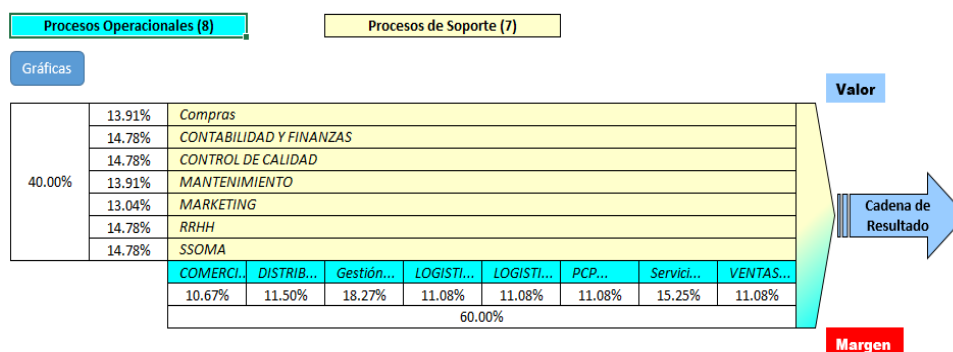 Procesos Operacionales (8) Procesos de Soporte (7)
Gráficas
Valor
13.91% Compras
14.78% CONTABILIDAD Y FINANZAS
14.78% CONTROL DE CALIDAD
40.00% 13.91% MANTENIMIENTO
13.04% MARKETING
14.78% RRHH
14.78% SSOMA
Cadena de
Resultado
COMERCI.. DISTRIB... Gestión... LOGISTI... LOGISTI... PCP... Servici... VENTAS...
10.67% 11.50% 18.27% 11.08% 11.08% 11.08% 15.25% 11.08%
60.00%
Margen